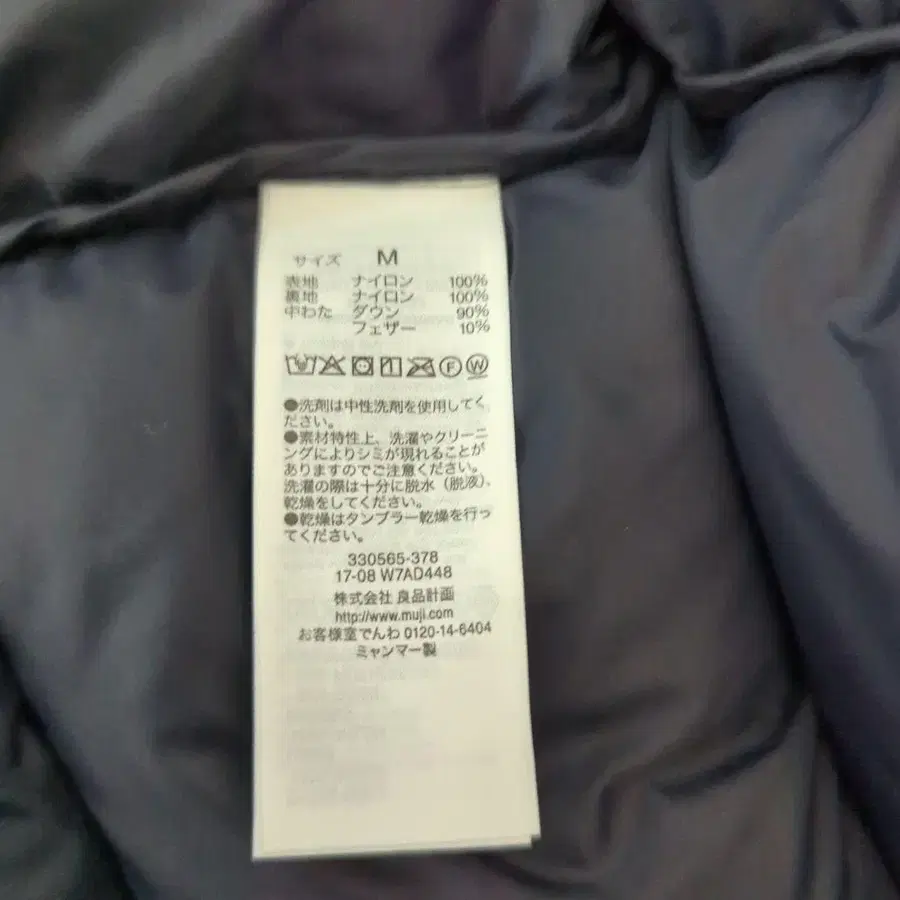 サイズ M
表地 ナイロン 100%
裏地 ナイロン 100%
中わた ダウン 90%
フェザー 10%
F W
●洗剤は中性洗剤を使用してく
ださい。
●素材特性上、洗濯やクリーニ
ングによりシミが現れることが
ありますのでご注意ください。
洗濯の際は十分に脱水（脱液）、
乾燥をしてください。
●乾燥はタンブラー乾燥を行っ
てください。
330565-378
17-08 W7AD448
株式会社 良品計画
http://www.muji.com
お客様室でんわ 0120-14-6404
ミャンマー製